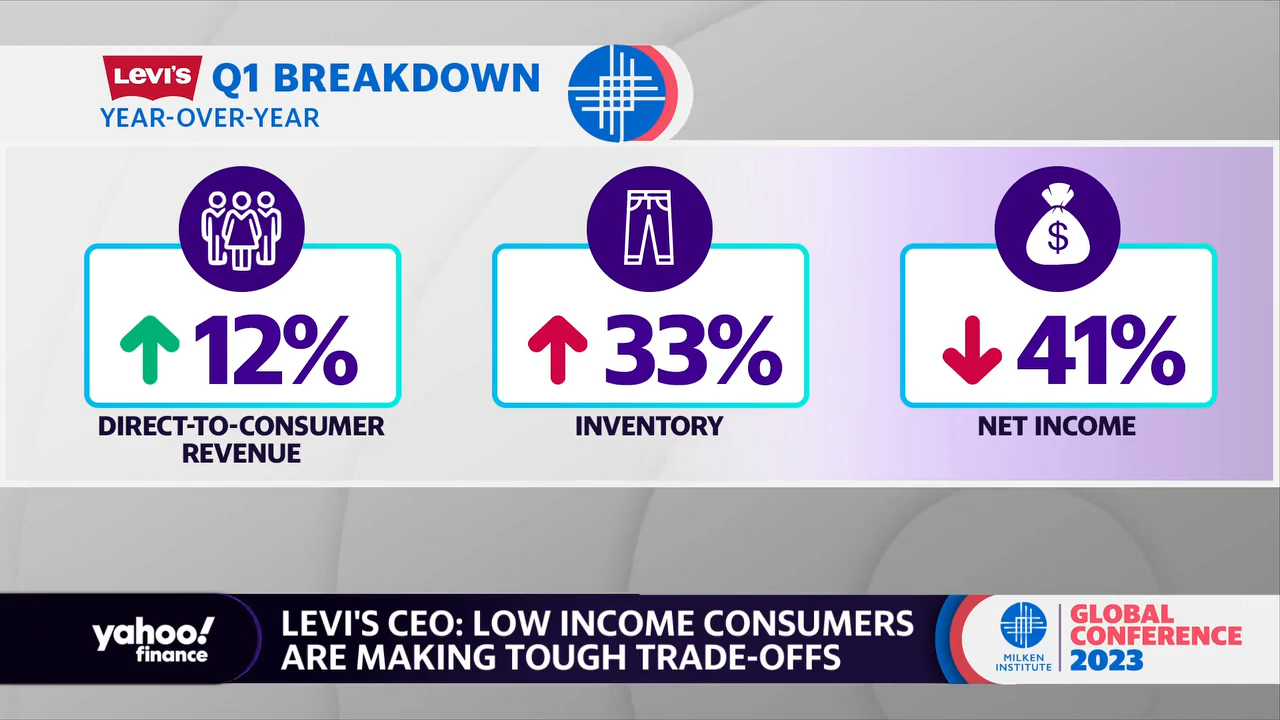 LEVI'S Q1 BREAKDOWN
YEAR-OVER-YEAR
12%
DIRECT-TO-CONSUMER
REVENUE
33%
INVENTORY
$
41%
NET INCOME
yahoo!
finance
LEVI'S CEO: LOW INCOME CONSUMERS
ARE MAKING TOUGH TRADE-OFFS
MILKEN
INSTITUTE
GLOBAL
CONFERENCE
2023